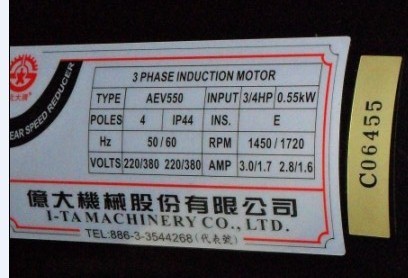 3 PHASE INDUCTION MOTOR
TYPE AEV550 INPUT 3/4HP 0.55kW
POLES 4 IP44 INS. E
Hz 50/60 RPM 1450/1720
VOLTS 220/380 220/380 AMP 3.0/1.7 2.8/1.6
億大機械股份有限公司
I-TA MACHINERY CO., LTD.
TEL:886-3-3544268 (代表號)
EAR SPEED REDUCER
C06455